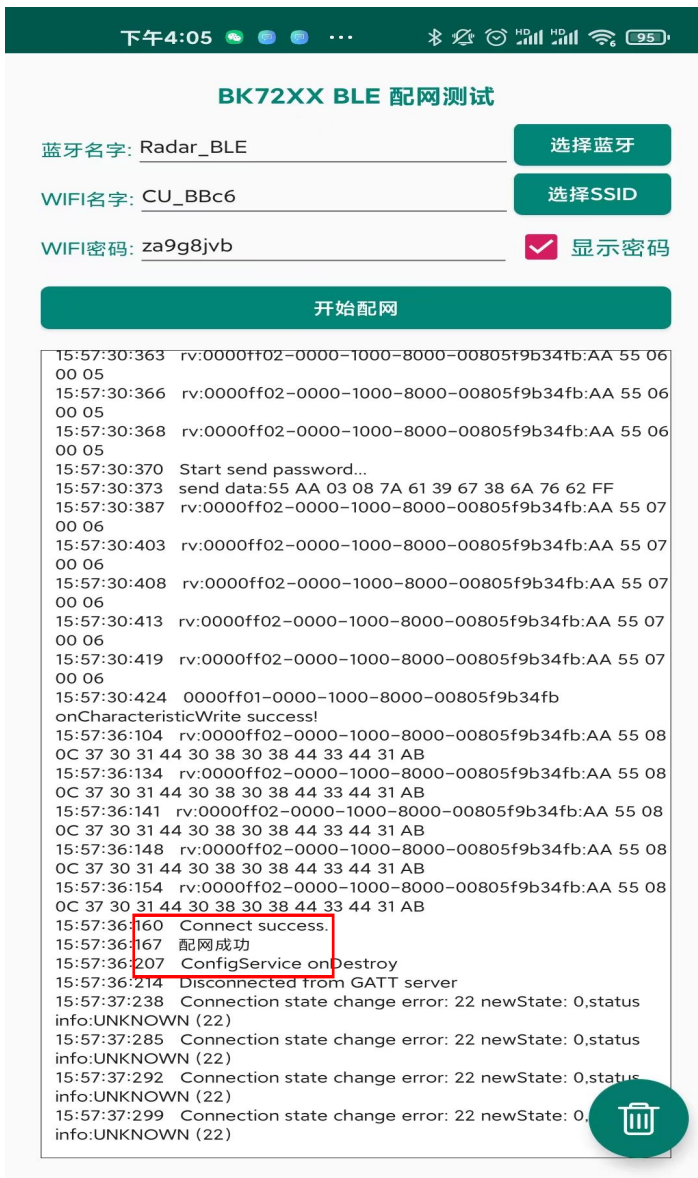 下午4:05 ... HD HD 6 95
BK72XX BLE 配网测试
蓝牙名字: Radar_BLE 选择蓝牙
WIFI名字: CU_BBc6 选择SSID
WIFI密码: za9g8jvb 显示密码
开始配网
15:57:30:363 rv:0000ff02-0000-1000-8000-00805f9b34fb:AA 55 06
00 05
15:57:30:366 rv:0000ff02-0000-1000-8000-00805f9b34fb:AA 55 06
00 05
15:57:30:368 rv:0000ff02-0000-1000-8000-00805f9b34fb:AA 55 06
00 05
15:57:30:370 Start send password...
15:57:30:373 send data:55 AA 03 08 7A 61 39 67 38 6A 76 62 FF
15:57:30:387 rv:0000ff02-0000-1000-8000-00805f9b34fb:AA 55 07
00 06
15:57:30:403 rv:0000ff02-0000-1000-8000-00805f9b34fb:AA 55 07
00 06
15:57:30:408 rv:0000ff02-0000-1000-8000-00805f9b34fb:AA 55 07
00 06
15:57:30:413 rv:0000ff02-0000-1000-8000-00805f9b34fb:AA 55 07
00 06
15:57:30:419 rv:0000ff02-0000-1000-8000-00805f9b34fb:AA 55 07
00 06
15:57:30:424 0000ff01-0000-1000-8000-00805f9b34fb
onCharacteristicWrite success!
15:57:36:104 rv:0000ff02-0000-1000-8000-00805f9b34fb:AA 55 08
0C 37 30 31 44 30 38 30 38 44 33 44 31 AB
15:57:36:134 rv:0000ff02-0000-1000-8000-00805f9b34fb:AA 55 08
0C 37 30 31 44 30 38 30 38 44 33 44 31 AB
15:57:36:141 rv:0000ff02-0000-1000-8000-00805f9b34fb:AA 55 08
0C 37 30 31 44 30 38 30 38 44 33 44 31 AB
15:57:36:148 rv:0000ff02-0000-1000-8000-00805f9b34fb:AA 55 08
0C 37 30 31 44 30 38 30 38 44 33 44 31 AB
15:57:36:154 rv:0000ff02-0000-1000-8000-00805f9b34fb:AA 55 08
0C 37 30 31 44 30 38 30 38 44 33 44 31 AB
15:57:36:160 Connect success.
15:57:36:167 配网成功
15:57:36:207 ConfigService onDestroy
15:57:36:214 Disconnected from GATT server
15:57:37:238 Connection state change error: 22 newState: 0,status
info:UNKNOWN (22)
15:57:37:285 Connection state change error: 22 newState: 0,status
info:UNKNOWN (22)
15:57:37:292 Connection state change error: 22 newState: 0,status
info:UNKNOWN (22)
15:57:37:299 Connection state change error: 22 newState: 0,
info:UNKNOWN (22)